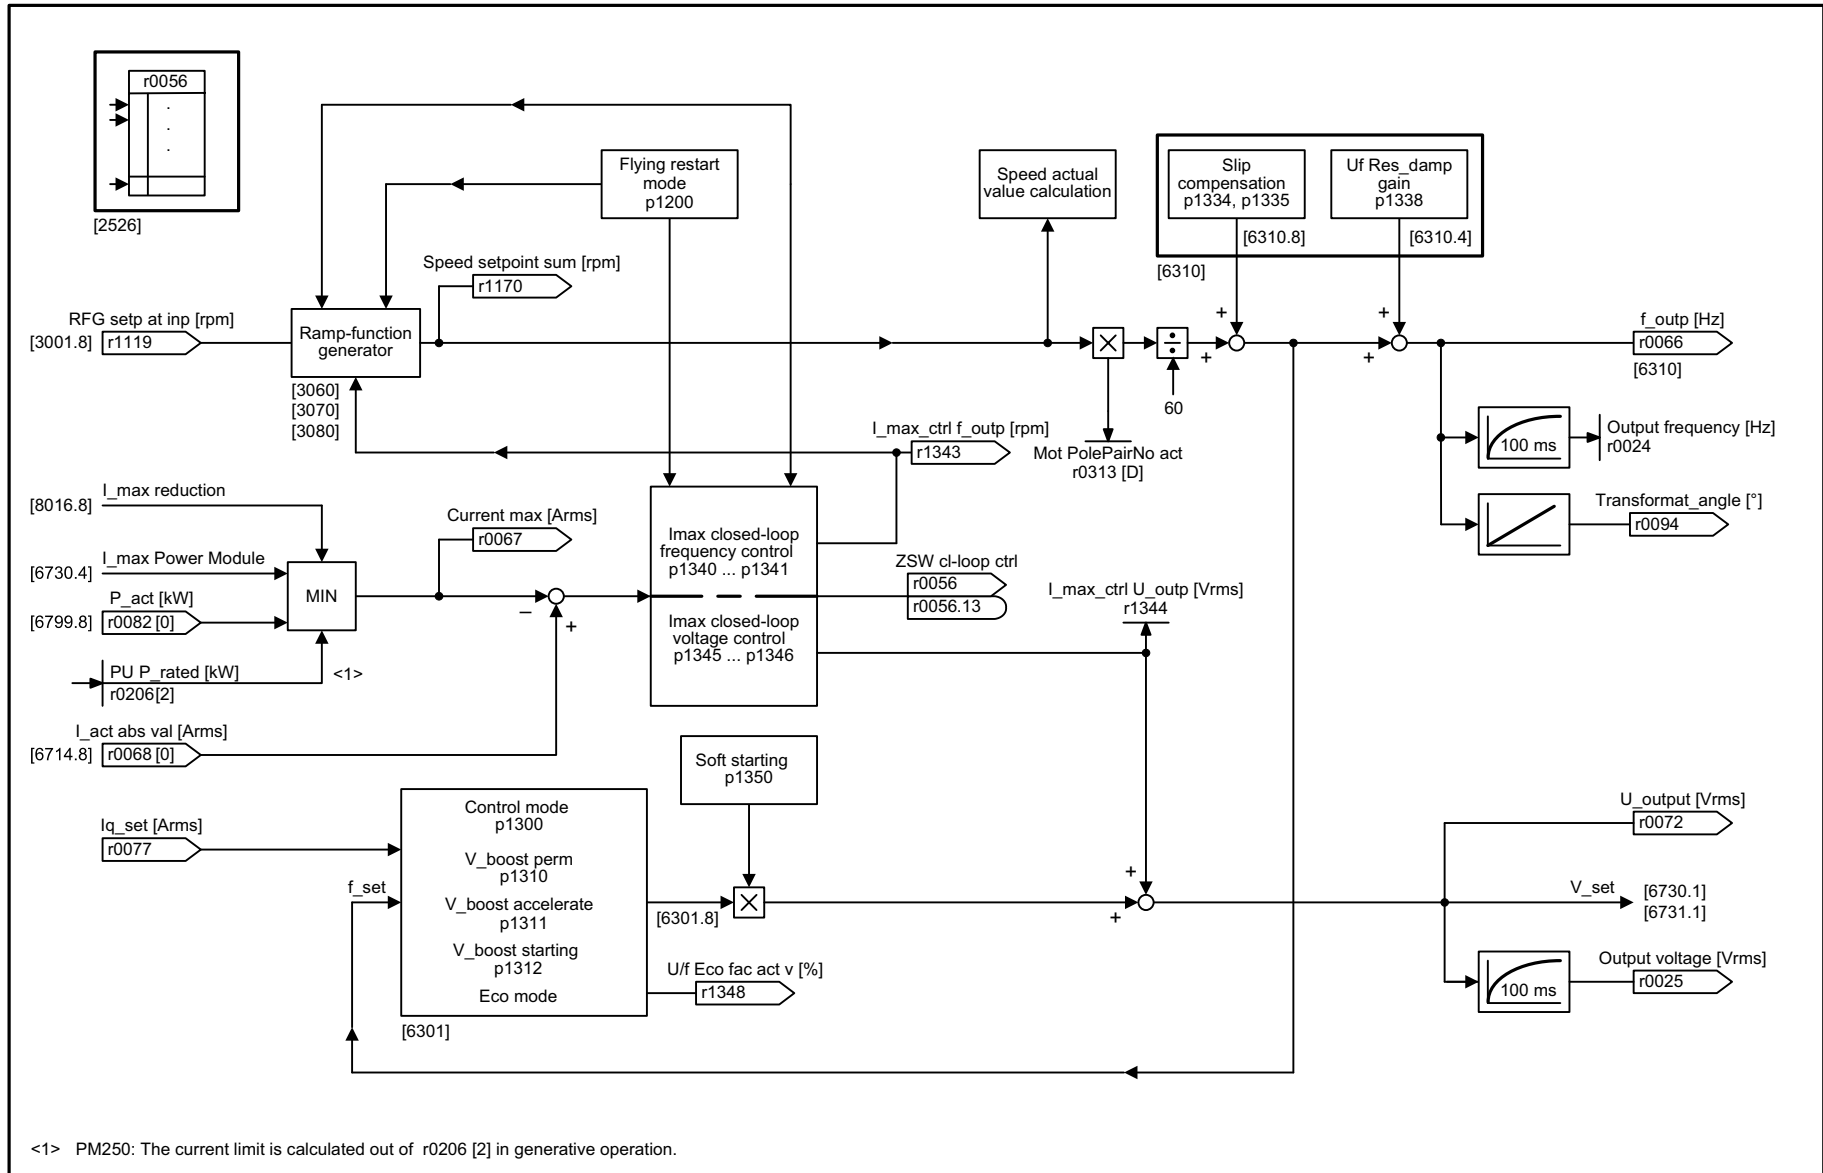 r0056
.
.
.
[2526]
Flying restart
mode
p1200
Speed actual
value calculation
Slip
compensation
p1334, p1335
[6310.8]
Uf Res_damp
gain
p1338
[6310.4]
[6310]
Speed setpoint sum [rpm]
r1170
RFG setp at inp [rpm]
[3001.8]
r1119
Ramp-function
generator
[3060]
[3070]
[3080]
60
+
+
+
+
f_outp [Hz]
r0066
[6310]
I_max_ctrl f_outp [rpm]
r1343
Mot PolePairNo act
r0313 [D]
100 ms
Output frequency [Hz]
r0024
Transformat_angle [°]
r0094
I_max reduction
[8016.8]
I_max Power Module
[6730.4]
P_act [kW]
[6799.8]
r0082 [0]
MIN
PU P_rated [kW]
r0206[2]
<1>
Current max [Arms]
r0067
–
+
I_act abs val [Arms]
[6714.8]
r0068 [0]
Imax closed-loop
frequency control
p1340 ... p1341
Imax closed-loop
voltage control
p1345 ... p1346
ZSW cl-loop ctrl
r0056
r0056.13
I_max_ctrl U_outp [Vrms]
r1344
Soft starting
p1350
Iq_set [Arms]
r0077
f_set
Control mode
p1300
V_boost perm
p1310
V_boost accelerate
p1311
V_boost starting
p1312
Eco mode
[6301]
[6301.8]
U/f Eco fac act v [%]
r1348
+
+
U_output [Vrms]
r0072
V_set
[6730.1]
[6731.1]
100 ms
Output voltage [Vrms]
r0025
<1> PM250: The current limit is calculated out of r0206 [2] in generative operation.